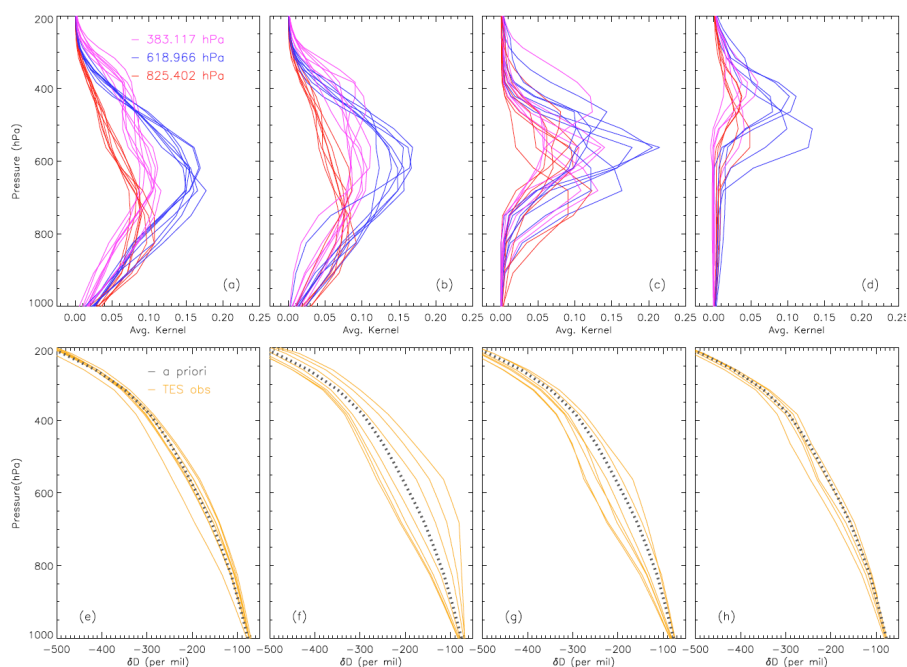 200
400
600
800
1000
Pressure (hPa)
— 383.117 hPa
— 618.966 hPa
— 825.402 hPa
(a)
(b)
(c)
(d)
0.00 0.05 0.10 0.15 0.20 0.25
Avg. Kernel
0.00 0.05 0.10 0.15 0.20 0.25
Avg. Kernel
0.00 0.05 0.10 0.15 0.20 0.25
Avg. Kernel
0.00 0.05 0.10 0.15 0.20 0.25
Avg. Kernel
200
400
600
800
1000
Pressure(hPa)
= a priori
— TES obs
(e)
(f)
(g)
(h)
−500 −400 −300 −200 −100
δD (per mil)
−500 −400 −300 −200 −100
δD (per mil)
−500 −400 −300 −200 −100
δD (per mil)
−500 −400 −300 −200 −100
δD (per mil)